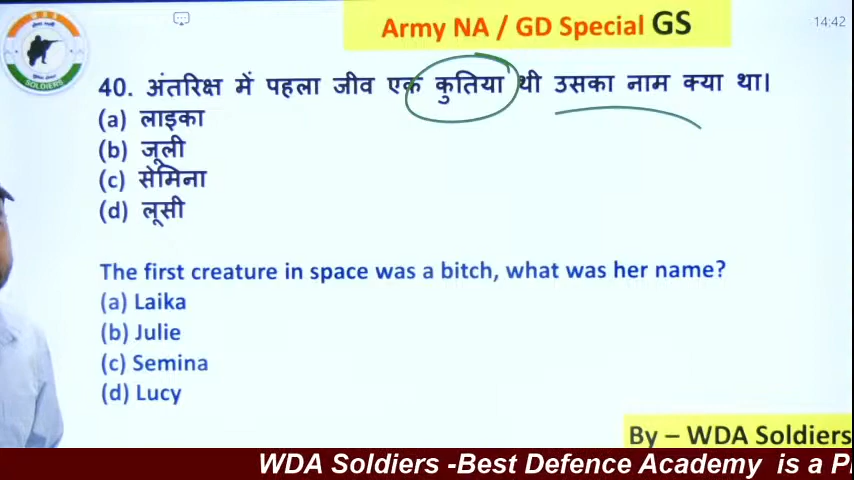 Army NA / GD Special GS
14:42
SOLDIERS
40. अंतरिक्ष में पहला जीव एक कुतिया थी उसका नाम क्या था।
(a) लाइका
(b) जूली
(c) सेमिना
(d) लूसी
The first creature in space was a bitch, what was her name?
(a) Laika
(b) Julie
(c) Semina
(d) Lucy
By – WDA Soldiers
WDA Soldiers -Best Defence Academy is a P